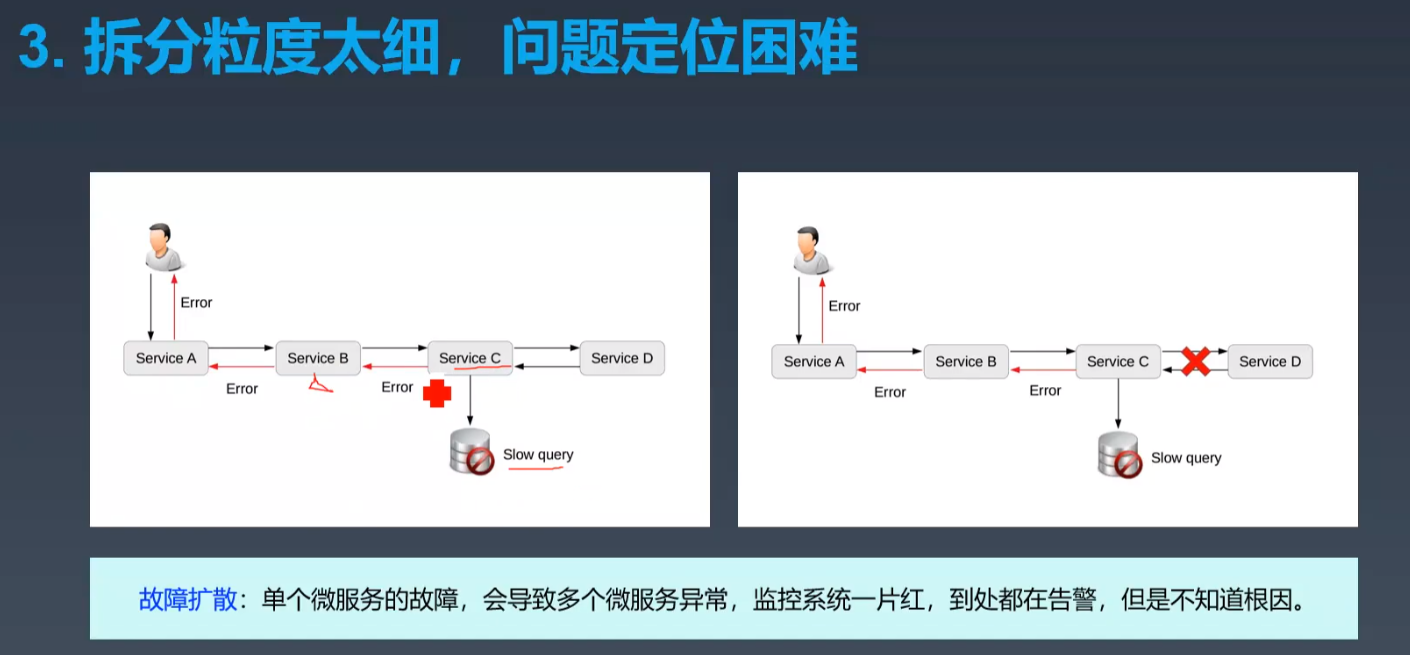 3. 拆分粒度太细，问题定位困难
Error
Service A
Service B
Service C
Service D
Error
Error
Slow query
Error
Service A
Service B
Service C
Service D
Error
Error
Slow query
故障扩散：单个微服务的故障，会导致多个微服务异常，监控系统一片红，到处都在告警，但是不知道根因。